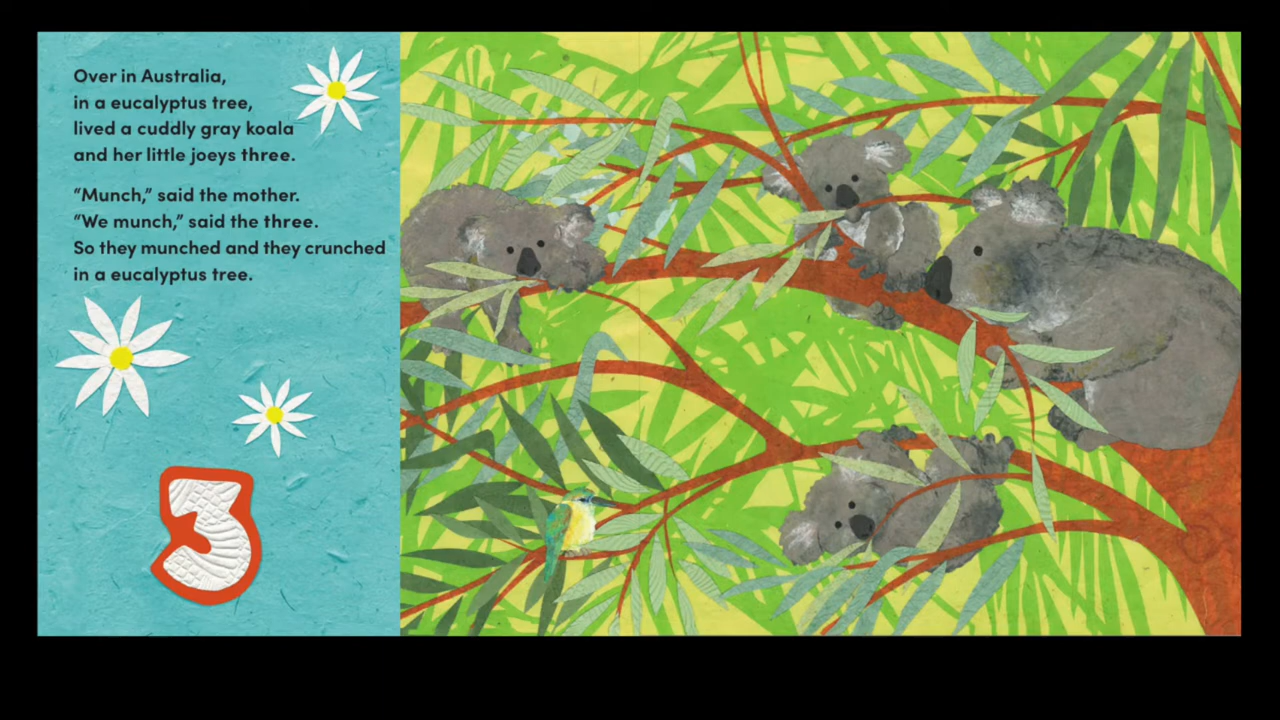 Over in Australia,
in a eucalyptus tree,
lived a cuddly gray koala
and her little joeys three.
“Munch,” said the mother.
“We munch,” said the three.
So they munched and they crunched
in a eucalyptus tree.
3